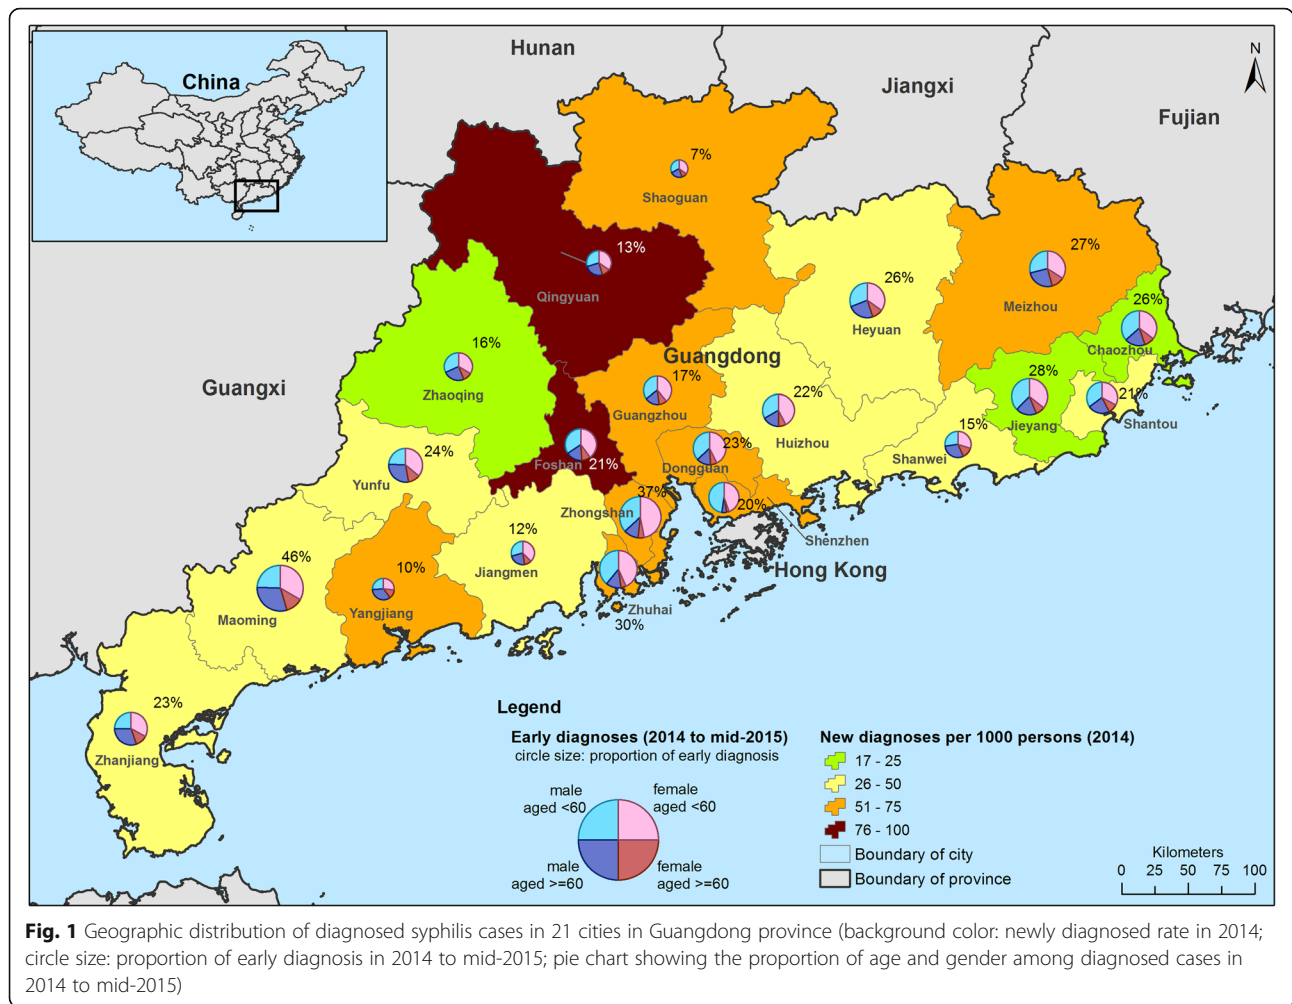 China
Hunan
Jiangxi
Fujian
N
7%
Shaoguan
13%
Qingyuan
26%
Heyuan
27%
Meizhou
26%
Chaozhou
Guangxi
16%
Zhaoqing
Guangdong
17%
Guangzhou
22%
Huizhou
28%
Jieyang
21%
Shantou
15%
Shanwei
24%
Yunfu
Foshan
21%
23%
Dongguan
37%
Zhongshan
20%
Shenzhen
Hong Kong
12%
Jiangmen
46%
Maoming
10%
Yangjiang
Zhuhai
30%
23%
Zhanjiang
Legend
Early diagnoses (2014 to mid-2015)
circle size: proportion of early diagnosis
male
aged <60
female
aged <60
male
aged >=60
female
aged >=60
New diagnoses per 1000 persons (2014)
17 - 25
26 - 50
51 - 75
76 - 100
Boundary of city
Boundary of province
Kilometers
0 25 50 75 100
Fig. 1 Geographic distribution of diagnosed syphilis cases in 21 cities in Guangdong province (background color: newly diagnosed rate in 2014;
circle size: proportion of early diagnosis in 2014 to mid-2015; pie chart showing the proportion of age and gender among diagnosed cases in
2014 to mid-2015)